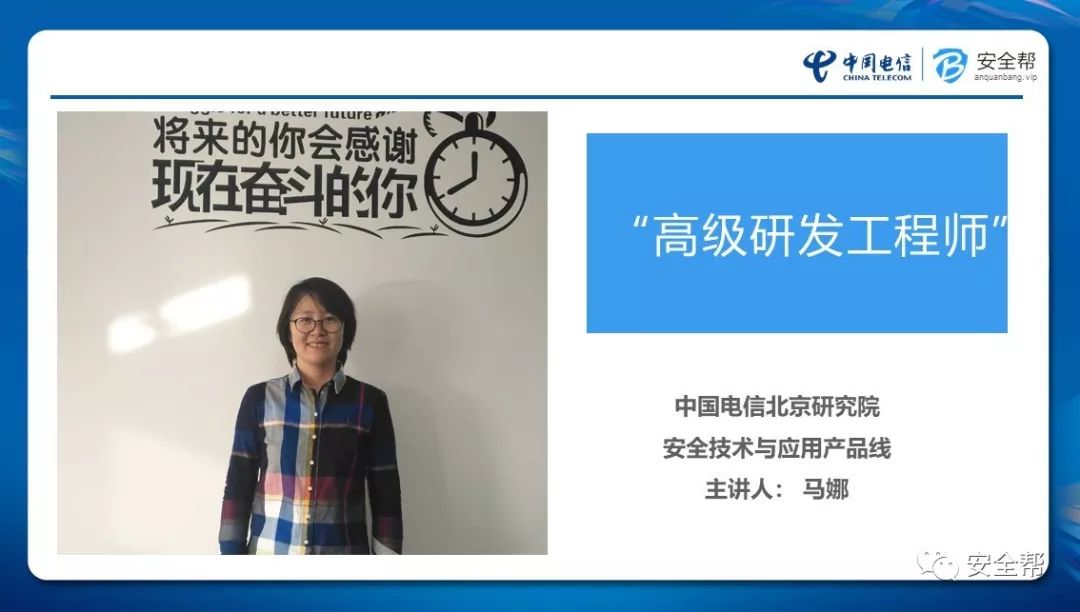 中国电信
CHINA TELECOM
安全帮
anquanbang.vip
for a better future
将来的你会感谢
现在奋斗的你
“高级研发工程师”
中国电信北京研究院
安全技术与应用产品线
主讲人： 马娜
安全帮